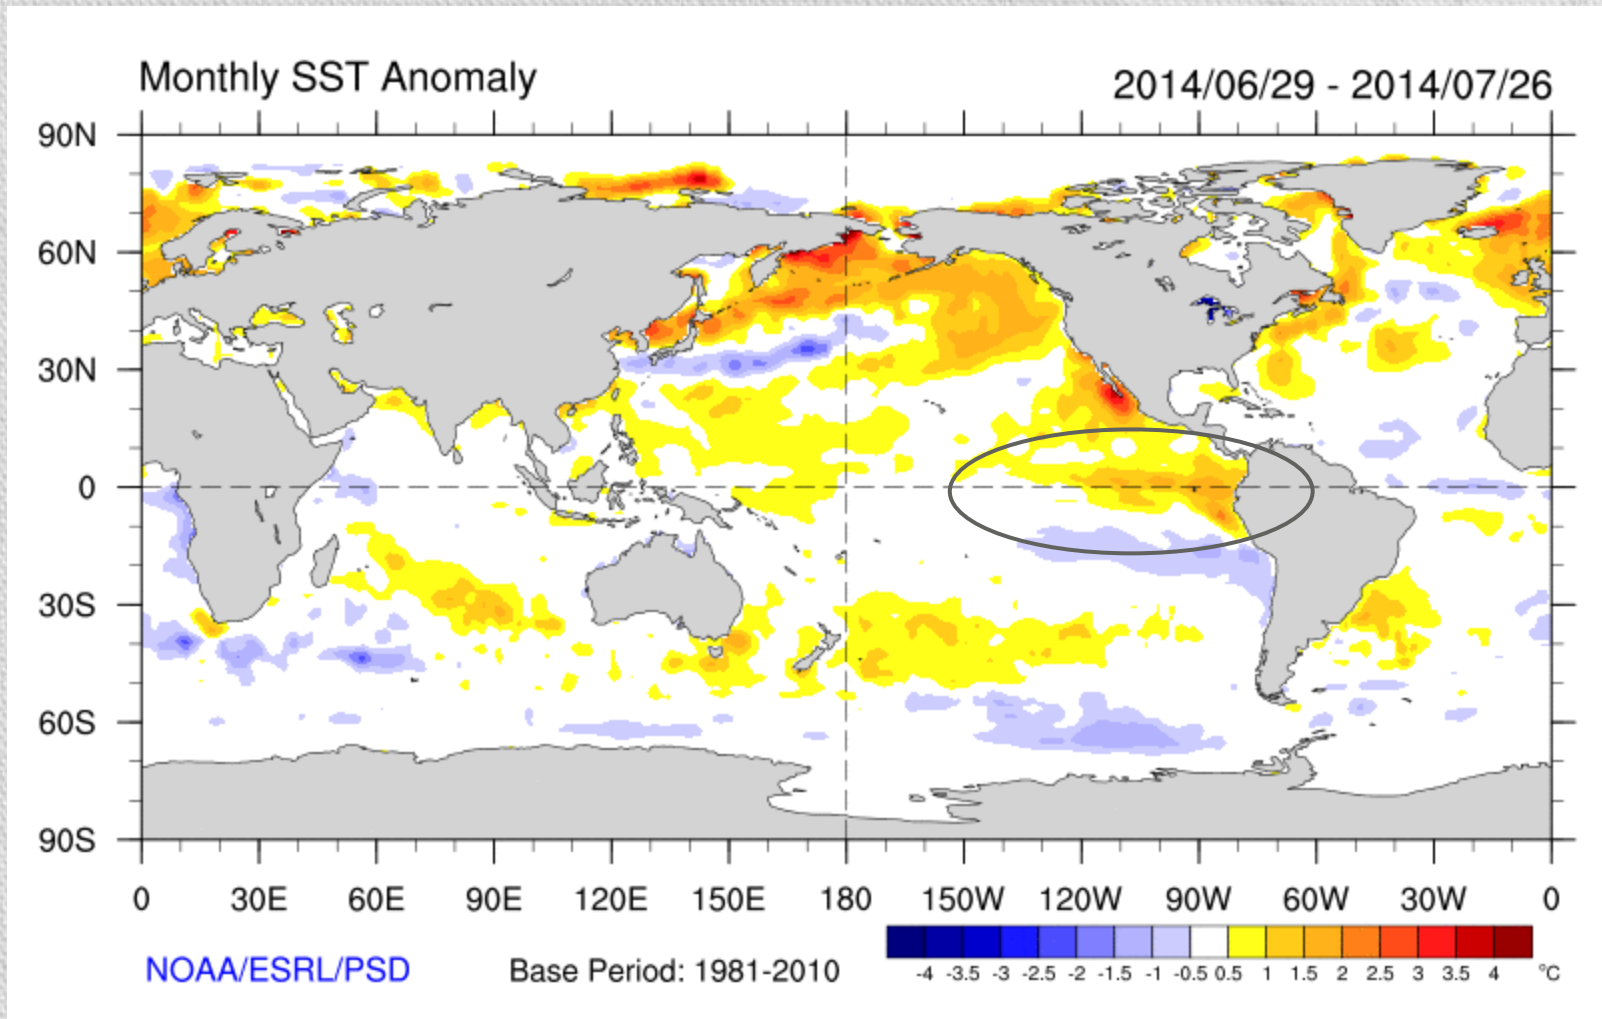 Monthly SST Anomaly
2014/06/29 - 2014/07/26
90N
60N
30N
0
30S
60S
90S
0 30E 60E 90E 120E 150E 180 150W 120W 90W 60W 30W 0
NOAA/ESRL/PSD
Base Period: 1981-2010
-4 -3.5 -3 -2.5 -2 -1.5 -1 -0.5 0.5 1 1.5 2 2.5 3 3.5 4 °C